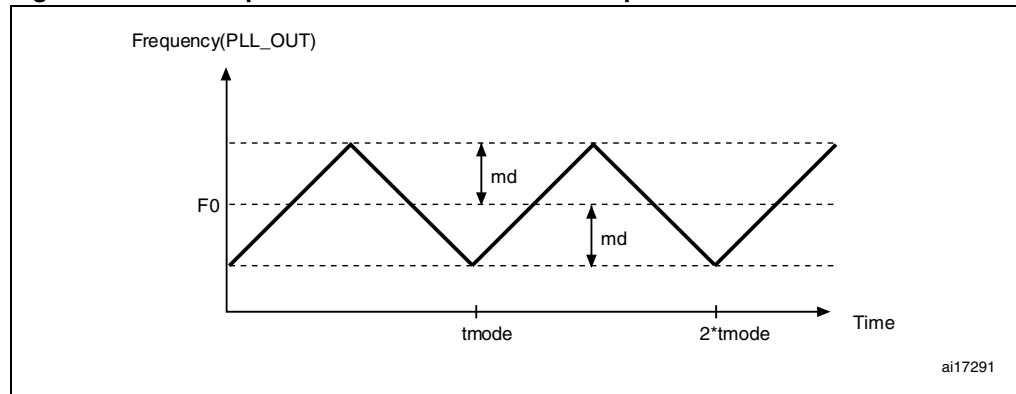 Frequency(PLL_OUT)
md
F0
md
Time
tmode
2*tmode
ai17291